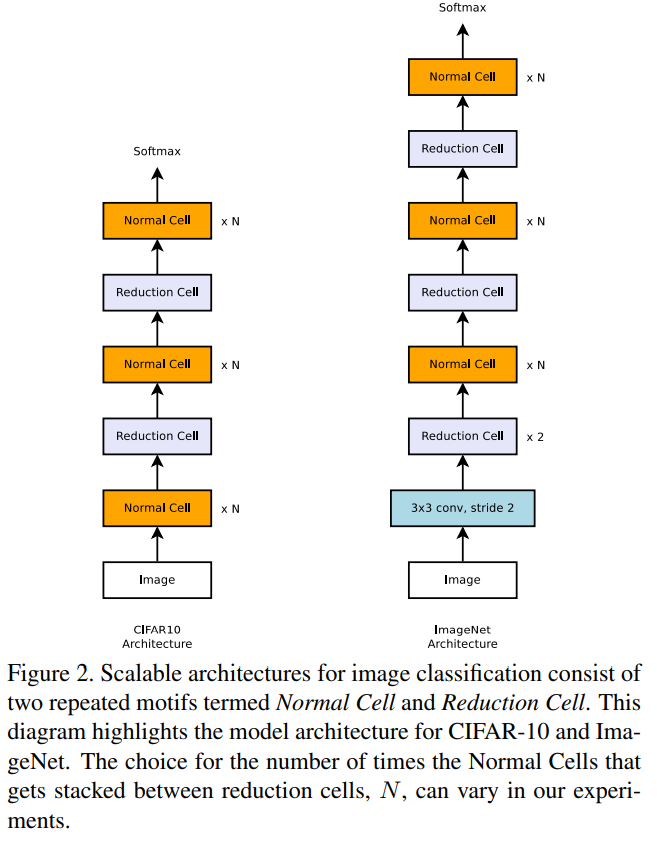 Softmax
Normal Cell x N
Reduction Cell
Normal Cell x N
Reduction Cell
Normal Cell x N
Image
CIFAR10
Architecture
Softmax
Normal Cell x N
Reduction Cell
Normal Cell x N
Reduction Cell
Normal Cell x N
Reduction Cell x 2
3x3 conv, stride 2
Image
ImageNet
Architecture
Figure 2. Scalable architectures for image classification consist of
two repeated motifs termed Normal Cell and Reduction Cell. This
diagram highlights the model architecture for CIFAR-10 and Ima-
geNet. The choice for the number of times the Normal Cells that
gets stacked between reduction cells, N, can vary in our experi-
ments.